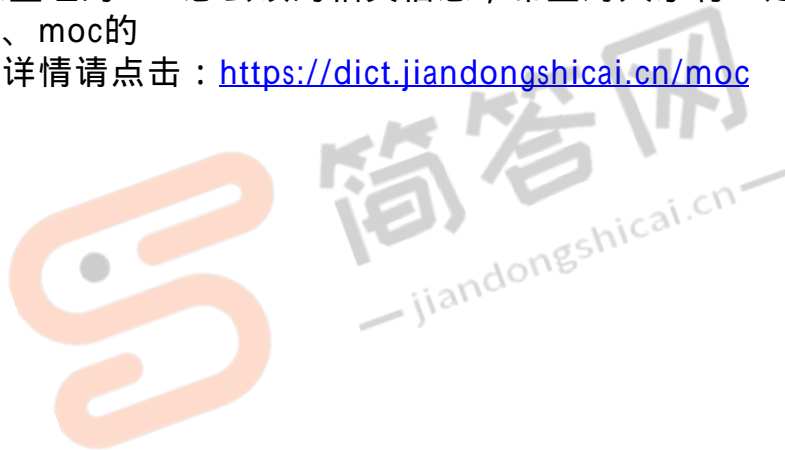 、moc的
详情请点击：https://dict.jiandongshicai.cn/moc
简答网
jiandongshicai.cn